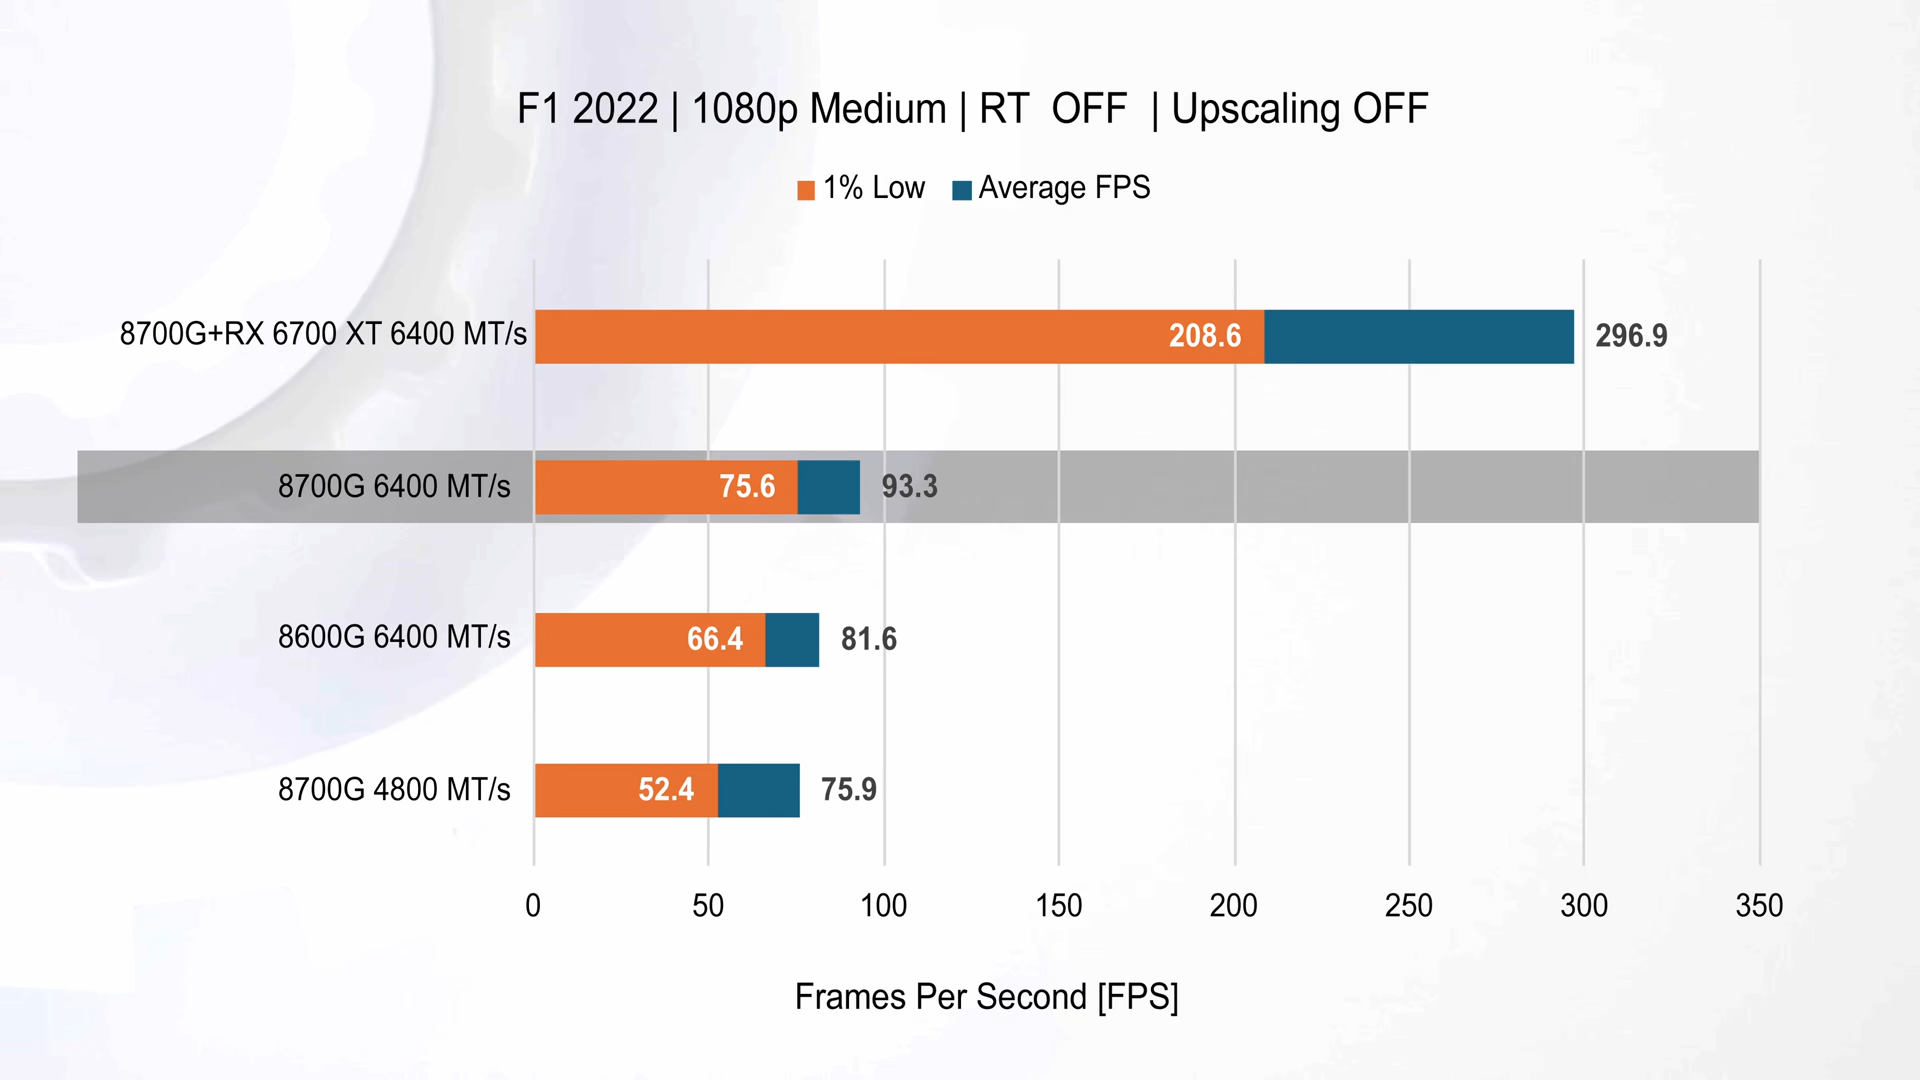 F1 2022 | 1080p Medium | RT  OFF  | Upscaling OFF
1% Low Average FPS
8700G+RX 6700 XT 6400 MT/s 208.6 296.9
8700G 6400 MT/s 75.6 93.3
8600G 6400 MT/s 66.4 81.6
8700G 4800 MT/s 52.4 75.9
0 50 100 150 200 250 300 350
Frames Per Second [FPS]